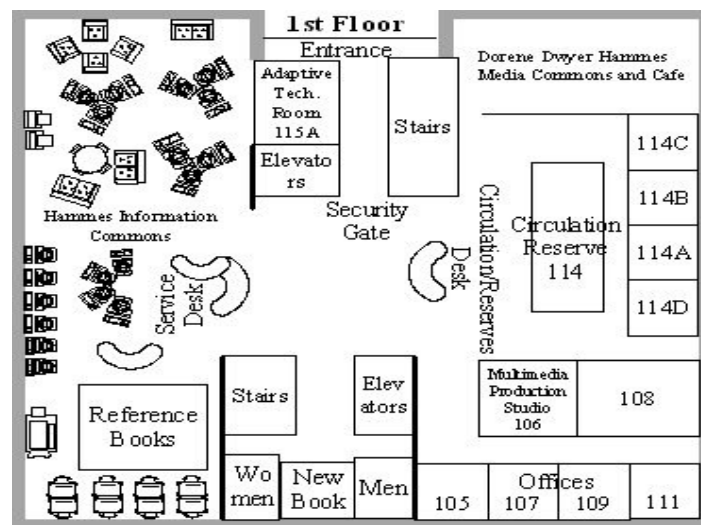 1st Floor
Entrance
Adaptive
Tech.
Room
115A
Elevato
rs
Stairs
Dorene Dwyer Hammes
Media Commons and Cafe
114C
114B
114A
114D
Circulation
Reserve
114
Circulation/Reserves
Desk
Security
Gate
Hammes Information
Commons
Service
Desk
Stairs
Elev
ators
Reference
Books
Wo
men
New
Book
Men
Multimedia
Production
Studio
106
108
Offices
105
107
109
111